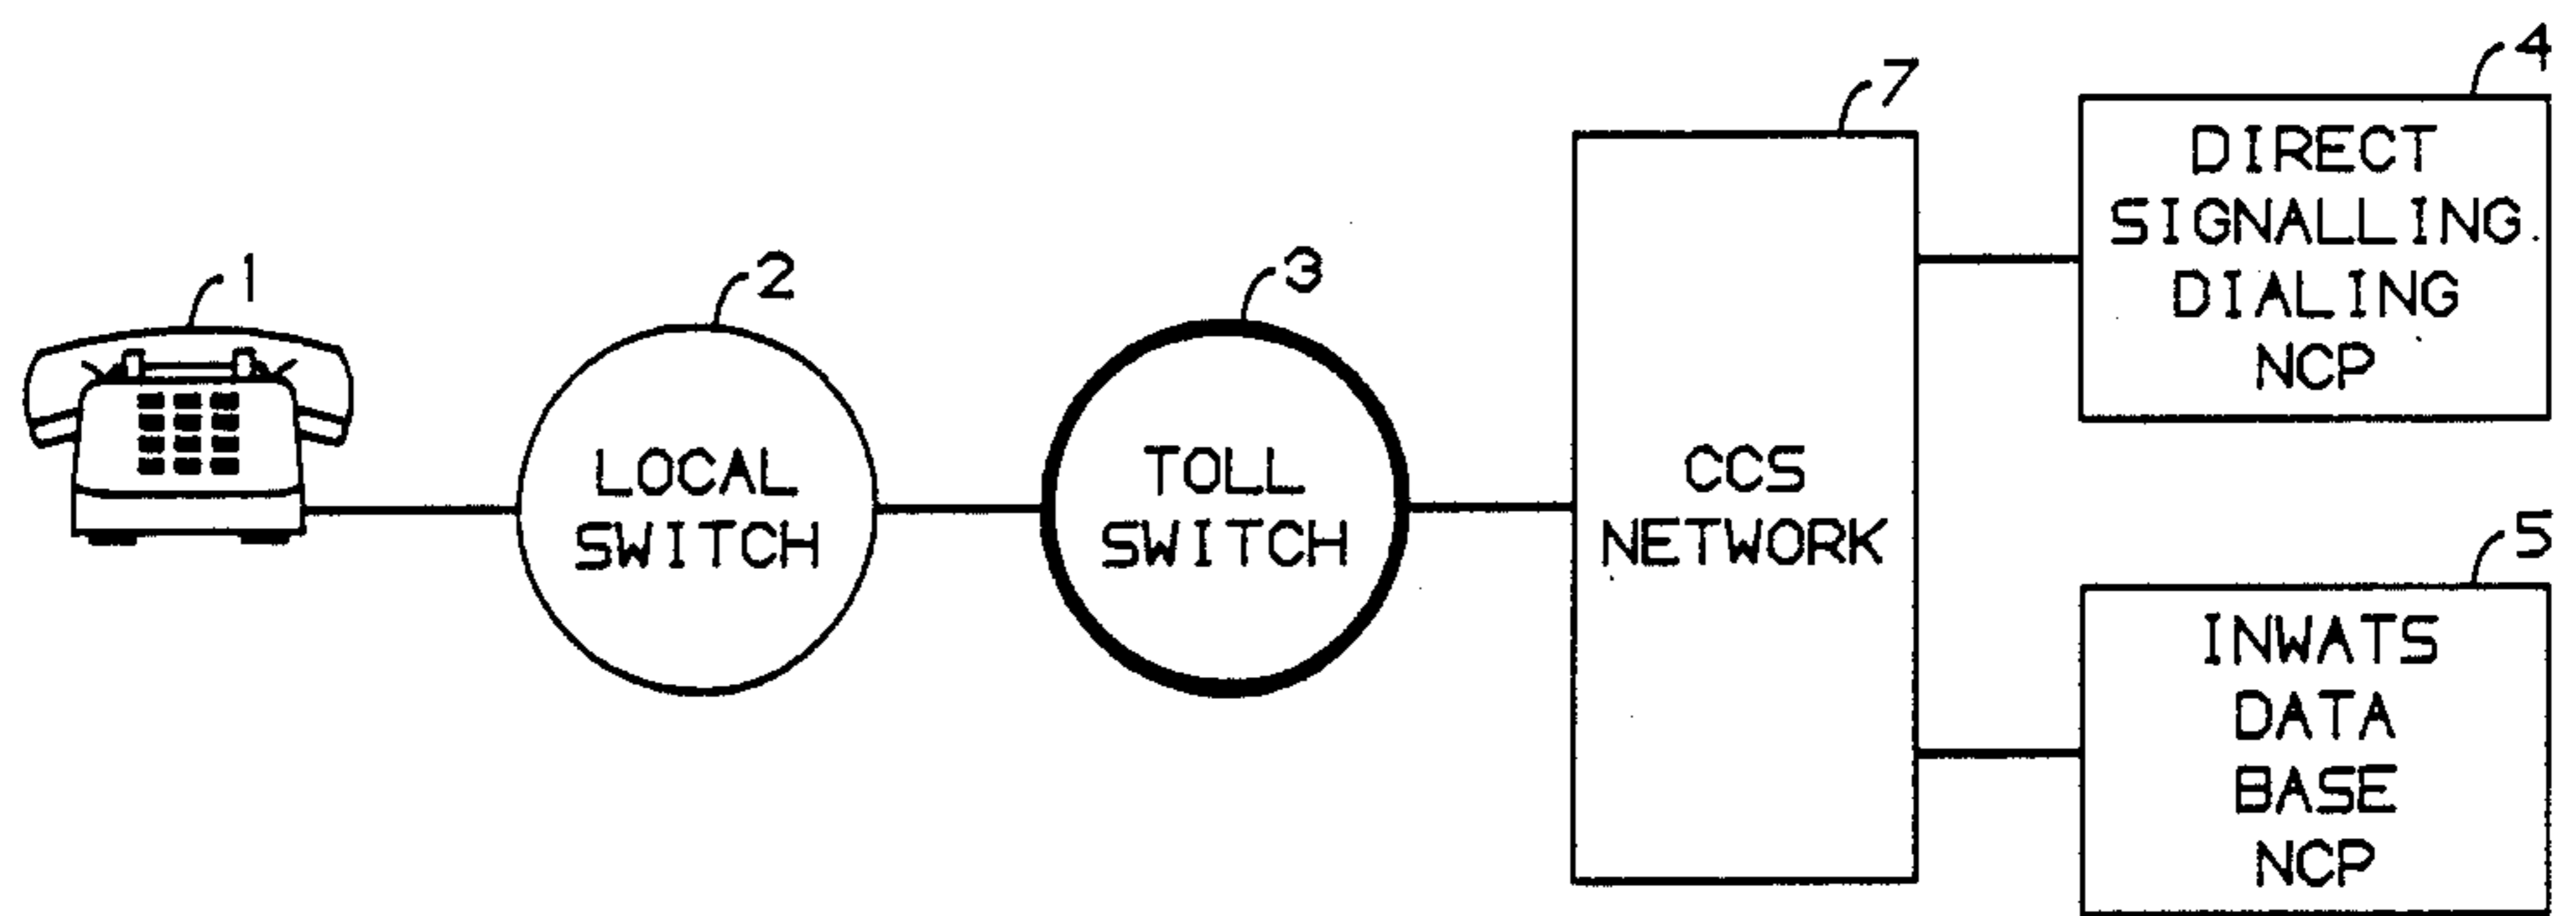 1
2
3
7
4
5
LOCAL
SWITCH
TOLL
SWITCH
CCS
NETWORK
DIRECT
SIGNALLING
DIALING
NCP
INWATS
DATA
BASE
NCP